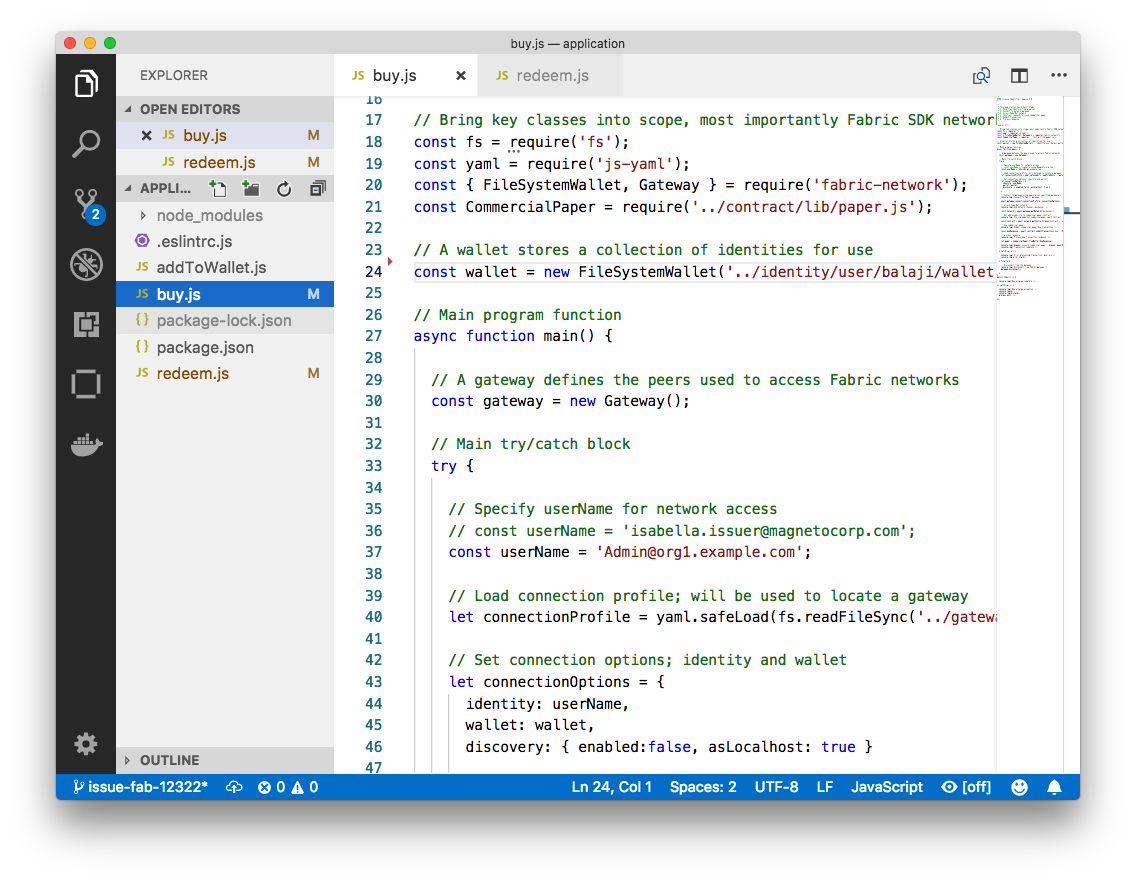 buy.js — application
EXPLORER
OPEN EDITORS
JS buy.js M
JS redeem.js M
APPLI...
node_modules
.eslintrc.js
JS addToWallet.js
JS buy.js M
{} package-lock.json
{} package.json
JS redeem.js M
OUTLINE
2
JS buy.js
JS redeem.js
16
17 // Bring key classes into scope, most importantly Fabric SDK networ
18 const fs = require('fs');
19 const yaml = require('js-yaml');
20 const { FileSystemWallet, Gateway } = require('fabric-network');
21 const CommercialPaper = require('../contract/lib/paper.js');
22
23 // A wallet stores a collection of identities for use
24 const wallet = new FileSystemWallet('../identity/user/balaji/wallet
25
26 // Main program function
27 async function main() {
28
29 // A gateway defines the peers used to access Fabric networks
30 const gateway = new Gateway();
31
32 // Main try/catch block
33 try {
34
35 // Specify userName for network access
36 // const userName = 'isabella.issuer@magnetocorp.com';
37 const userName = 'Admin@org1.example.com';
38
39 // Load connection profile; will be used to locate a gateway
40 let connectionProfile = yaml.safeLoad(fs.readFileSync('../gatewa
41
42 // Set connection options; identity and wallet
43 let connectionOptions = {
44 identity: userName,
45 wallet: wallet,
46 discovery: { enabled:false, asLocalhost: true }
47
issue-fab-12322* 0 0 Ln 24, Col 1 Spaces: 2 UTF-8 LF JavaScript [off]